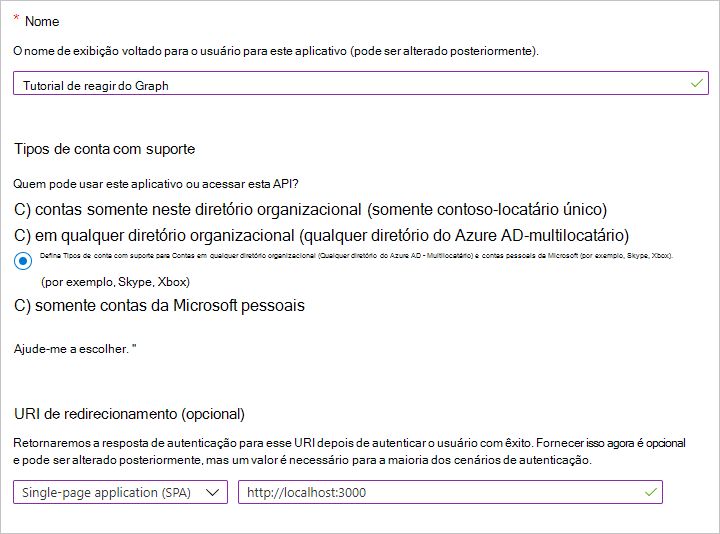 * Nome
O nome de exibição voltado para o usuário para este aplicativo (pode ser alterado posteriormente).
Tutorial de reagir do Graph
Tipos de conta com suporte
Quem pode usar este aplicativo ou acessar esta API?
C) contas somente neste diretório organizacional (somente contoso-locatário único)
C) em qualquer diretório organizacional (qualquer diretório do Azure AD-multilocatário)
Defina Tipos de conta com suporte para Contas em qualquer diretório organizacional (Qualquer diretório do Azure AD - Multilocatário) e contas pessoais da Microsoft (por exemplo, Skype, Xbox).
(por exemplo, Skype, Xbox)
C) somente contas da Microsoft pessoais
Ajude-me a escolher. "
URI de redirecionamento (opcional)
Retornaremos a resposta de autenticação para esse URI depois de autenticar o usuário com êxito. Fornecer isso agora é opcional
e pode ser alterado posteriormente, mas um valor é necessário para a maioria dos cenários de autenticação.
Single-page application (SPA) http://localhost:3000